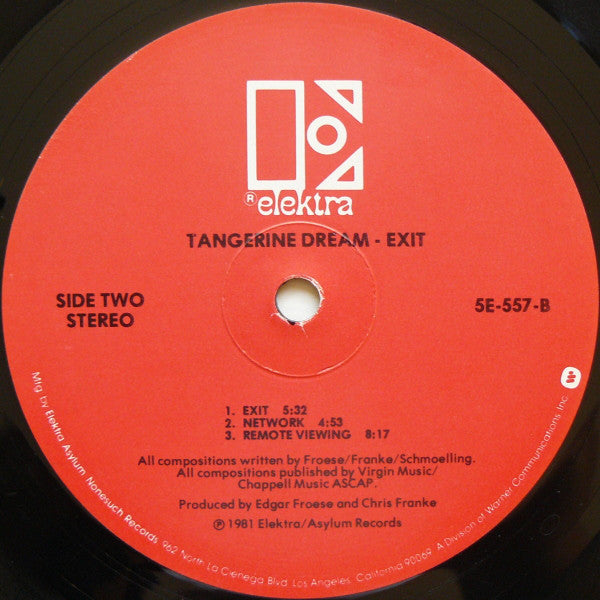 ® elektra
TANGERINE DREAM - EXIT
SIDE TWO
STEREO
5E-557-B
1. EXIT 5:32
2. NETWORK 4:53
3. REMOTE VIEWING 8:17
All compositions written by Froese/Franke/Schmoelling.
All compositions published by Virgin Music/
Chappell Music ASCAP.
Produced by Edgar Froese and Chris Franke
℗ 1981 Elektra/Asylum Records
Mfg. by Elektra Asylum Nonesuch Records 962 North La Cienega Blvd. Los Angeles, California 90069. A Division of Warner Communications Inc.